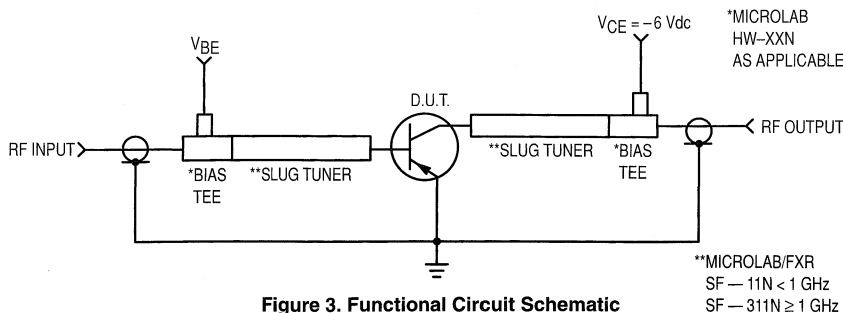 V_CE = –6 Vdc
*MICROLAB
HW–XXN
AS APPLICABLE
V_BE
D.U.T.
RF INPUT
*BIAS
TEE
**SLUG TUNER
**SLUG TUNER
*BIAS
TEE
RF OUTPUT
**MICROLAB/FXR
SF — 11N < 1 GHz
SF — 311N ≥ 1 GHz
Figure 3. Functional Circuit Schematic